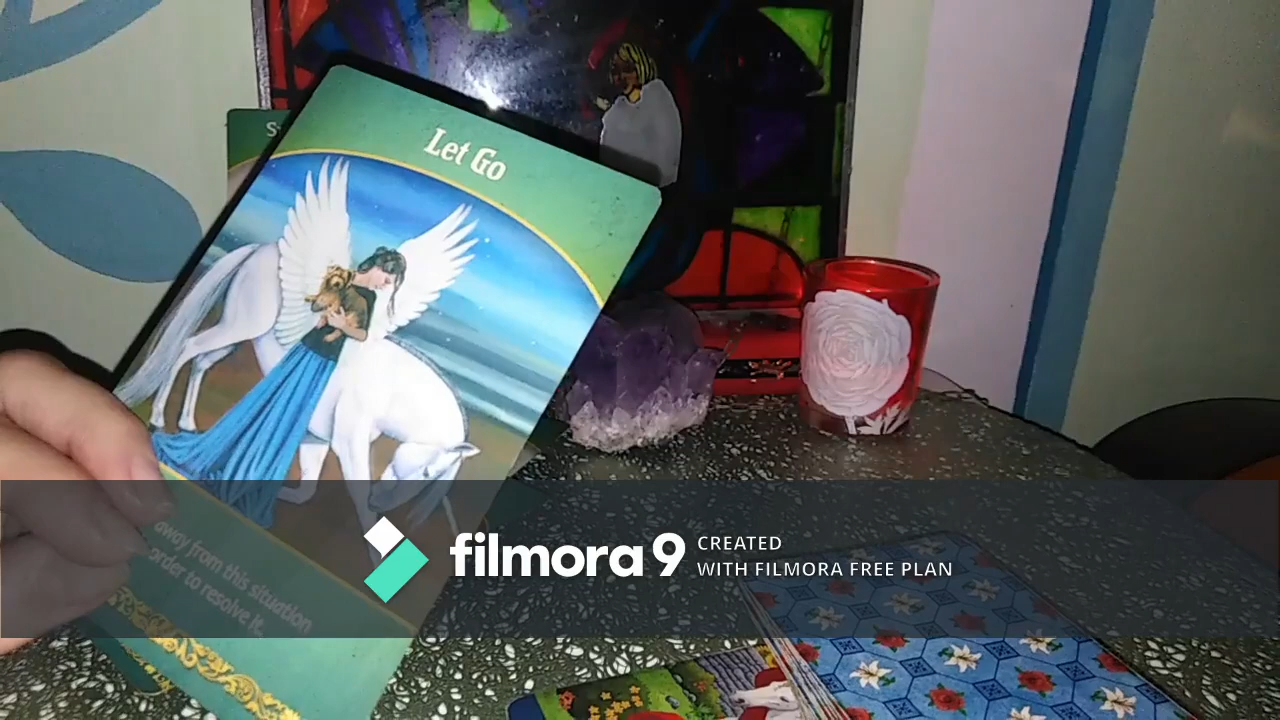 Let Go
away from this situation
order to resolve it.
filmora9
CREATED
WITH FILMORA FREE PLAN